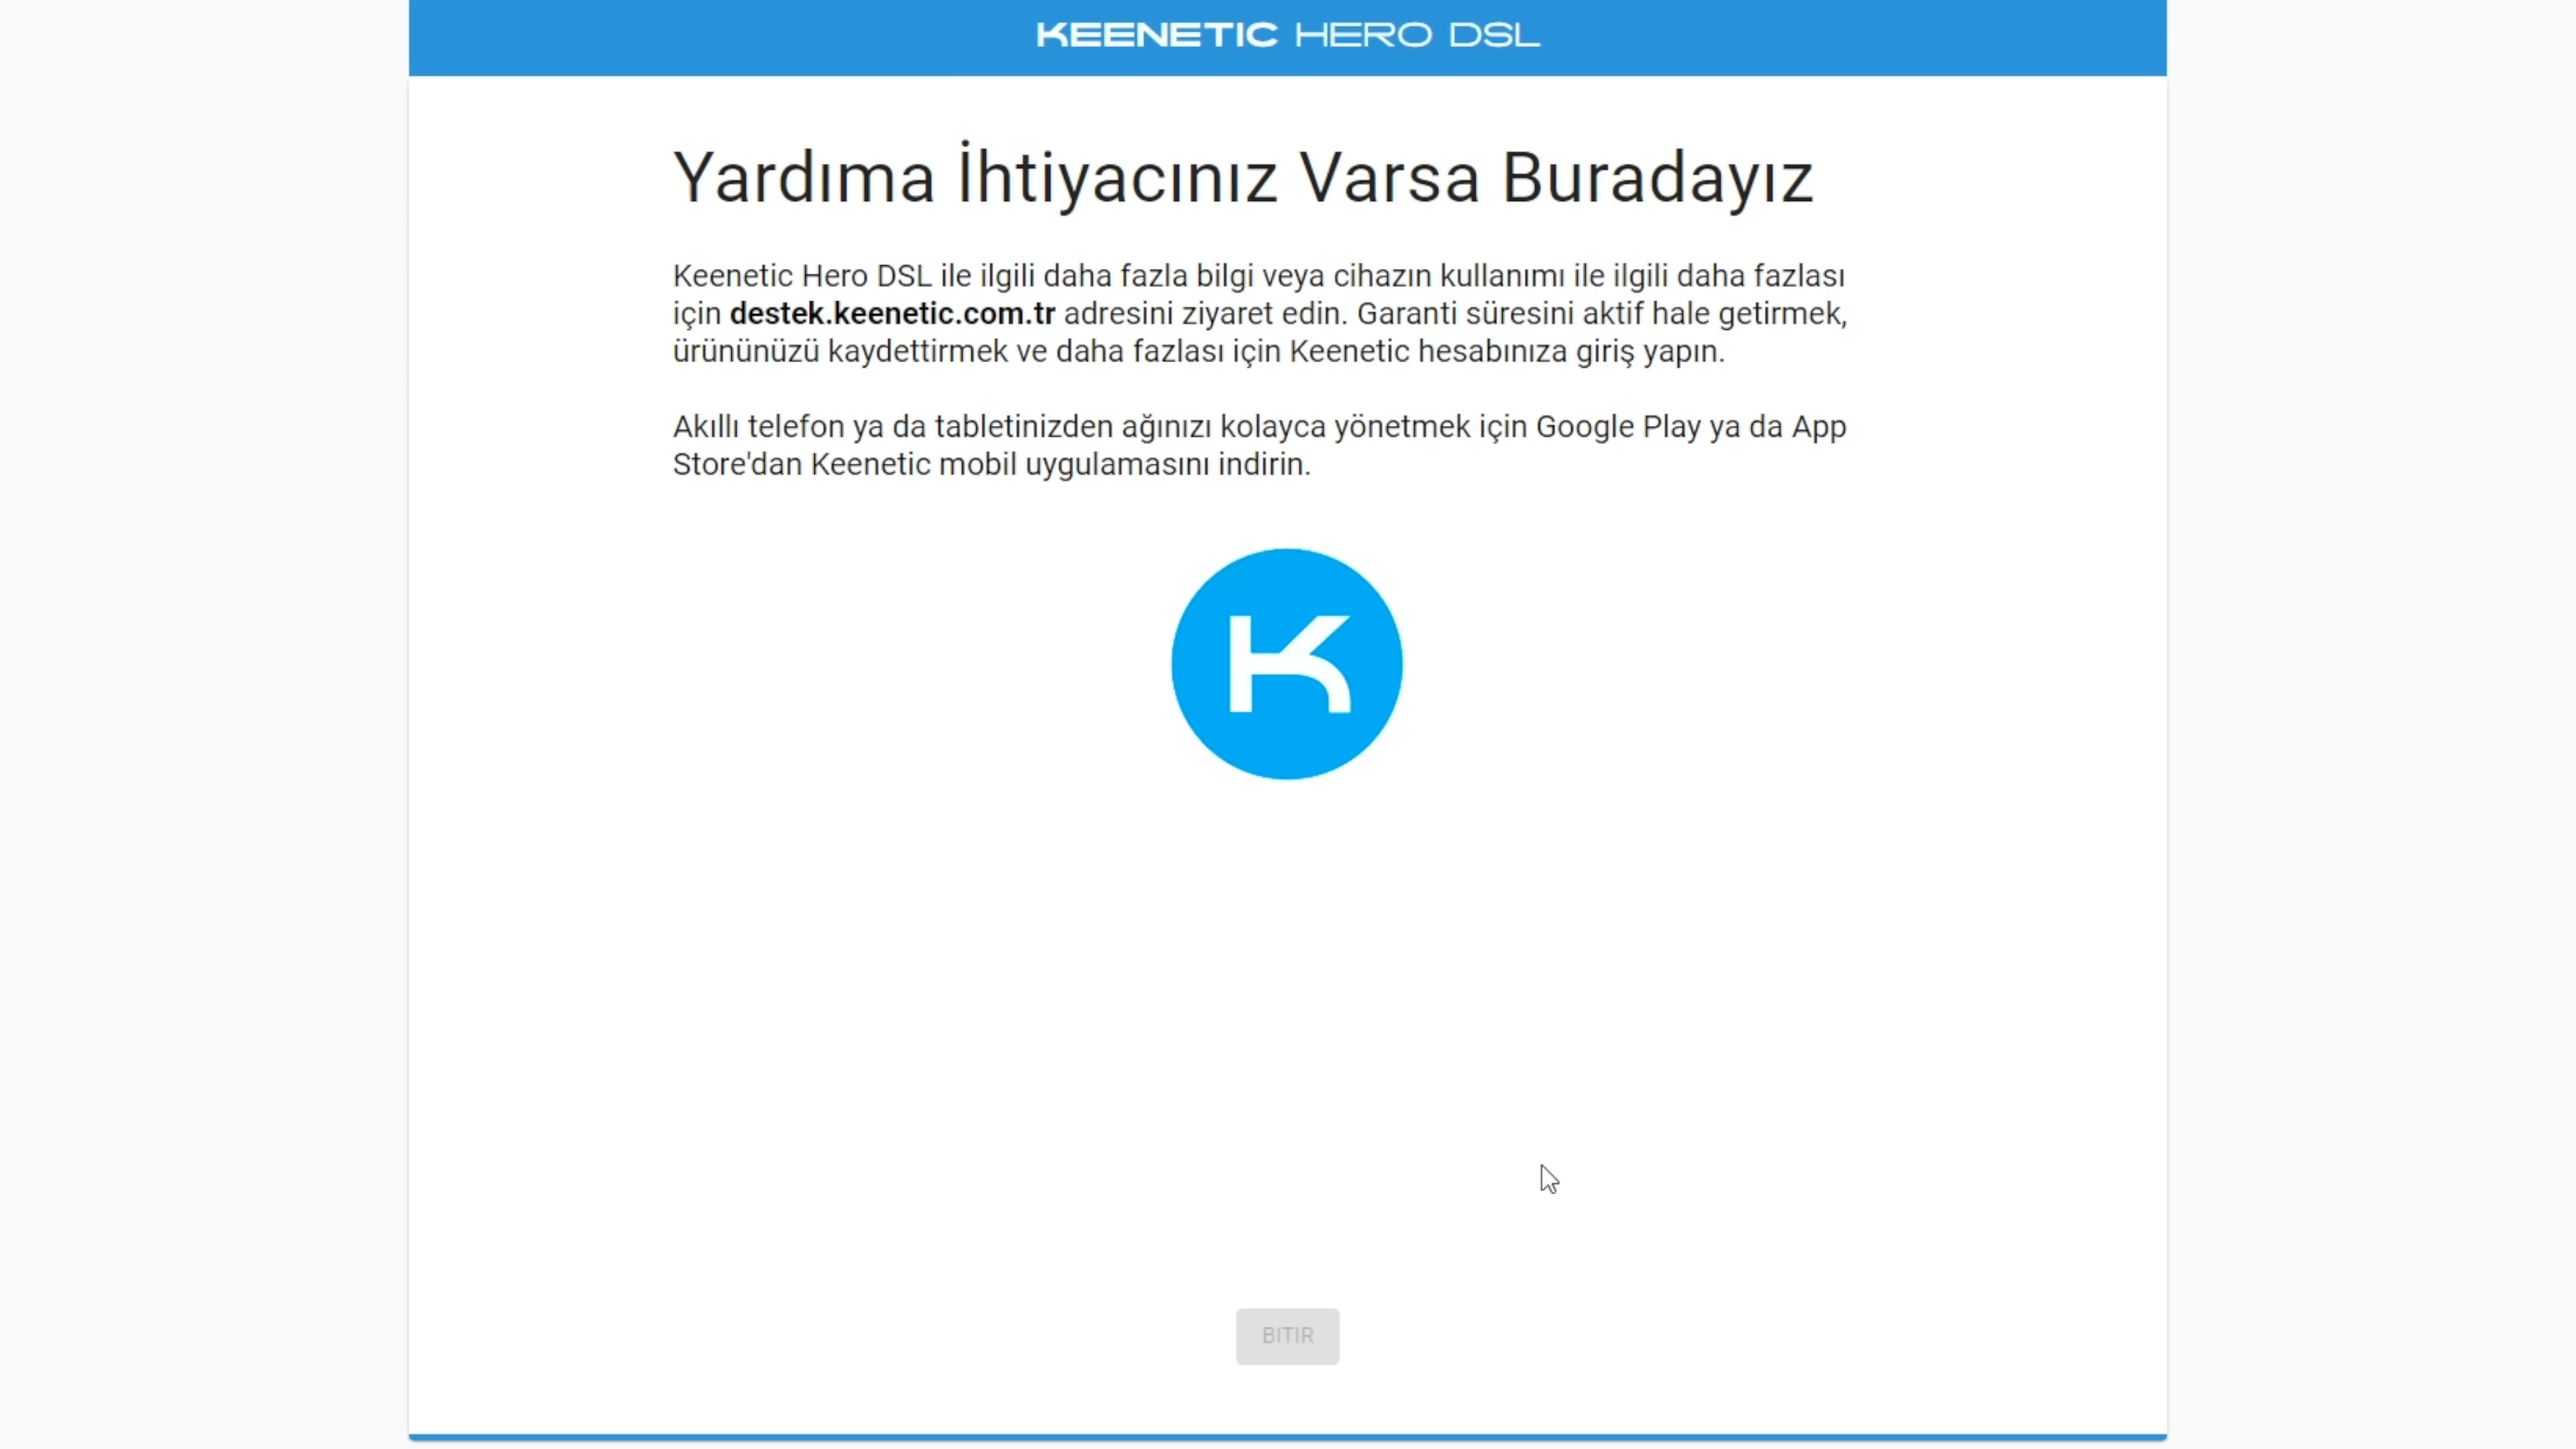 KEENETIC HERO DSL
Yardıma İhtiyacınız Varsa Buradayız
Keenetic Hero DSL ile ilgili daha fazla bilgi veya cihazın kullanımı ile ilgili daha fazlası
için destek.keenetic.com.tr adresini ziyaret edin. Garanti süresini aktif hale getirmek,
ürününüzü kaydettirmek ve daha fazlası için Keenetic hesabınıza giriş yapın.
Akıllı telefon ya da tabletinizden ağınızı kolayca yönetmek için Google Play ya da App
Store'dan Keenetic mobil uygulamasını indirin.
K
BITIR